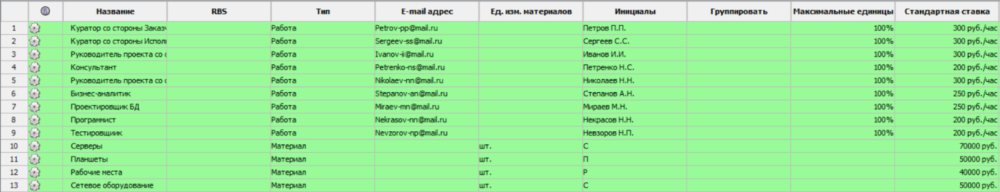 Название RBS Тип E-mail адрес Ед. изм. материалов Инициалы Группировать Максимальные единицы Стандартная ставка
1 Куратор со стороны Заказч Работа Petrov-pp@mail.ru Петров П.П. 100% 300 руб./час
2 Куратор со стороны Испол Работа Sergeev-ss@mail.ru Сергеев С.С. 100% 300 руб./час
3 Руководитель проекта со с Работа Ivanov-ii@mail.ru Иванов И.И. 100% 300 руб./час
4 Консультант Работа Petrenko-ns@mail.ru Петренко Н.С. 100% 200 руб./час
5 Руководитель проекта со с Работа Nikolaev-nn@mail.ru Николаев Н.Н. 100% 300 руб./час
6 Бизнес-аналитик Работа Stepanov-an@mail.ru Степанов А.Н. 100% 250 руб./час
7 Проектировщик БД Работа Miraev-mn@mail.ru Мираев М.Н. 100% 250 руб./час
8 Программист Работа Nekrasov-nn@mail.ru Некрасов Н.Н. 100% 200 руб./час
9 Тестировщиик Работа Nevzorov-np@mail.ru Невзоров Н.П. 100% 200 руб./час
10 Серверы Материал шт. С 70000 руб.
11 Планшеты Материал шт. П 50000 руб.
12 Рабочие места Материал шт. Р 40000 руб.
13 Сетевое оборудование Материал шт. С 50000 руб.